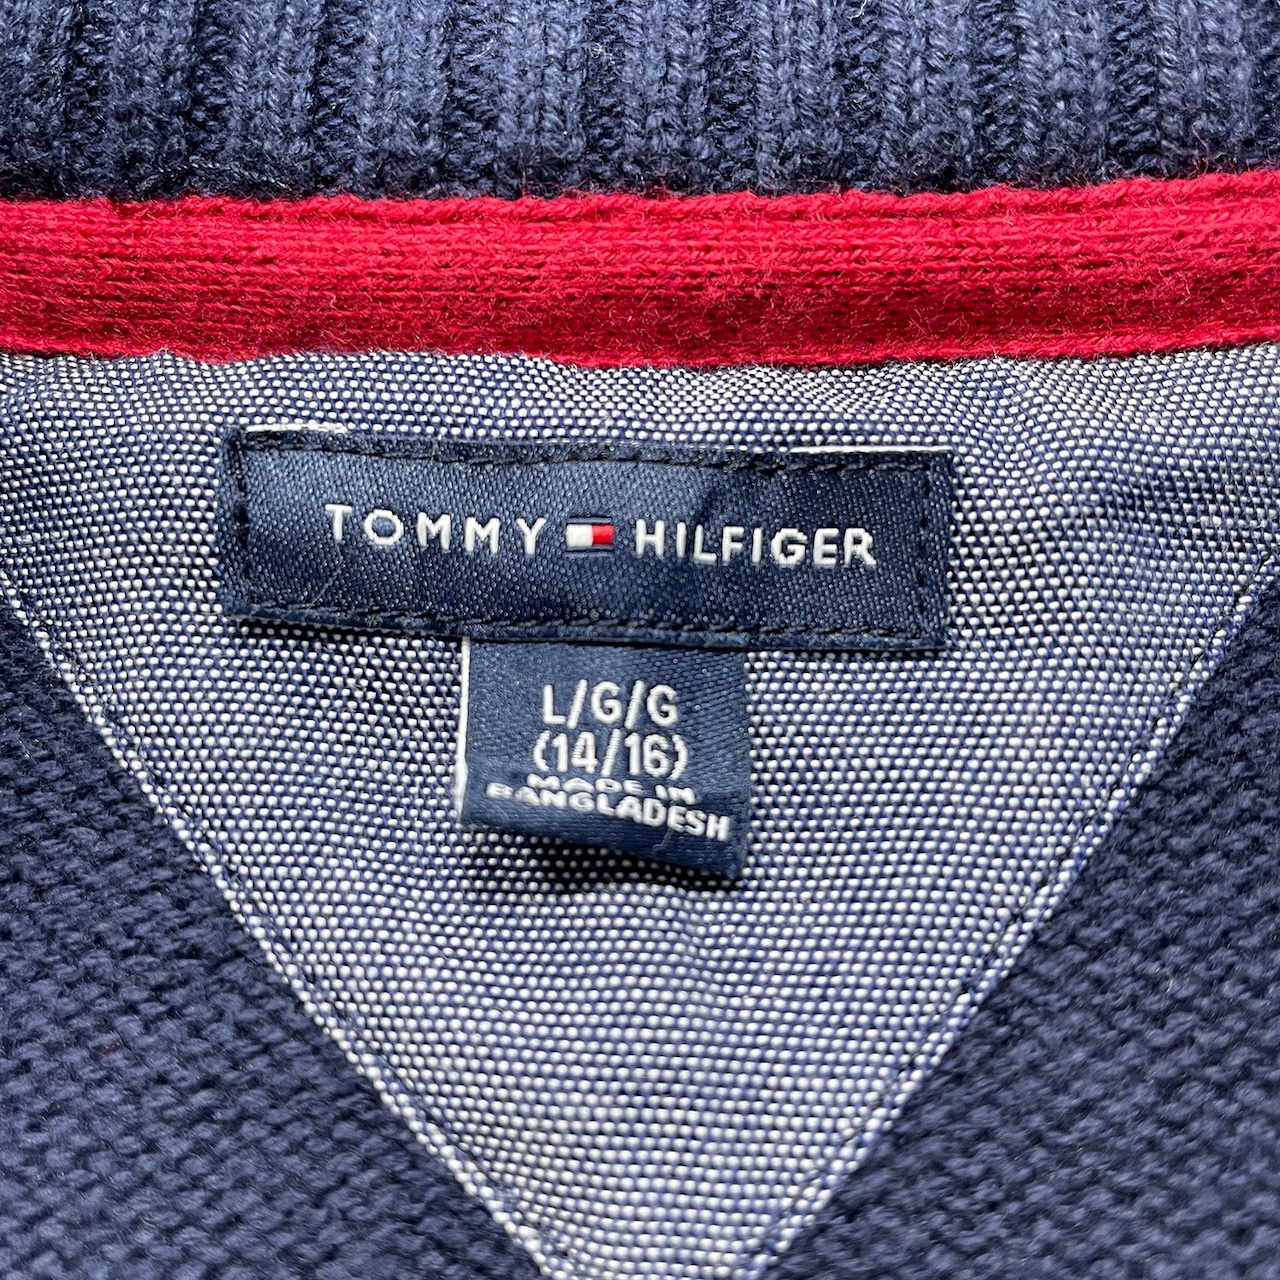 TOMMY HILFIGER
L/G/G
(14/16)
MADE IN
BANGLADESH